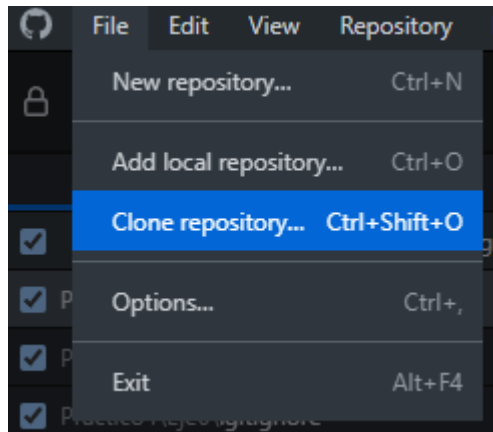 File Edit View Repository
New repository... Ctrl+N
Add local repository... Ctrl+O
Clone repository... Ctrl+Shift+O
Options... Ctrl+,
Exit Alt+F4